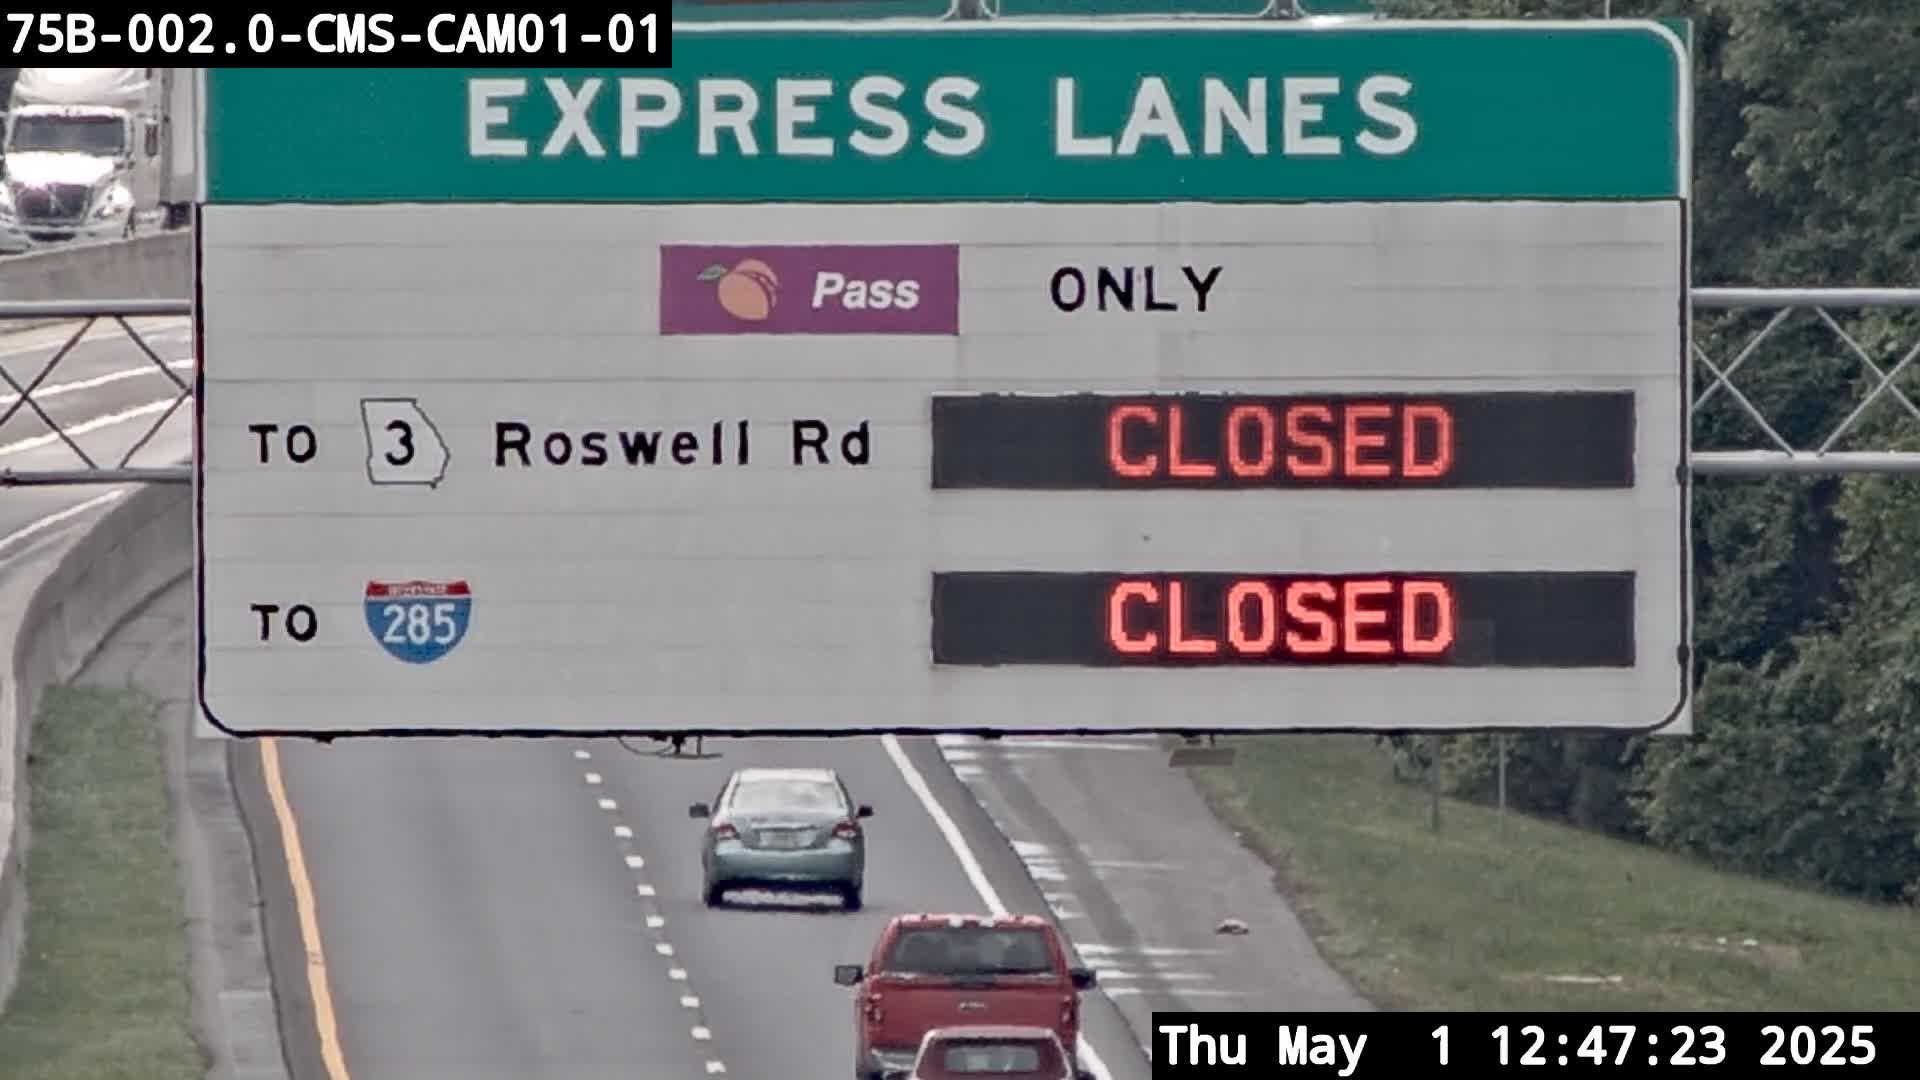 75B-002.0-CMS-CAM01-01
EXPRESS LANES
Pass ONLY
TO 3 Roswell Rd CLOSED
TO 285 CLOSED
Thu May 1 12:47:23 2025